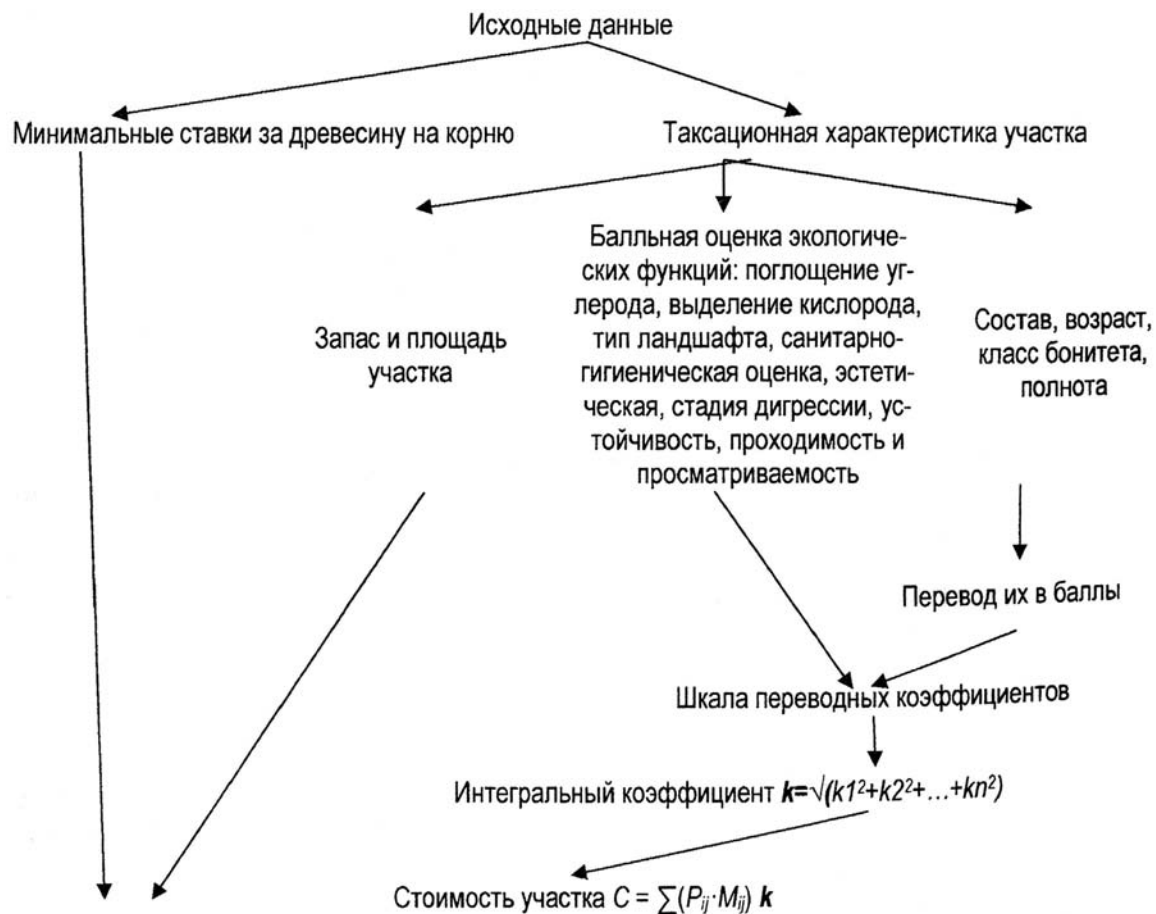 Исходные данные
Минимальные ставки за древесину на корню
Таксационная характеристика участка
Запас и площадь
участка
Балльная оценка экологиче-
ских функций: поглощение уг-
лерода, выделение кислорода,
тип ландшафта, санитарно-
гигиеническая оценка, эстети-
ческая, стадия дигрессии, ус-
тойчивость, проходимость и
просматриваемость
Состав, возраст,
класс бонитета,
полнота
Перевод их в баллы
Шкала переводных коэффициентов
Интегральный коэффициент k=√(k1²+k2²+…+kn²)
Стоимость участка C = ∑(Pij·Mij) k